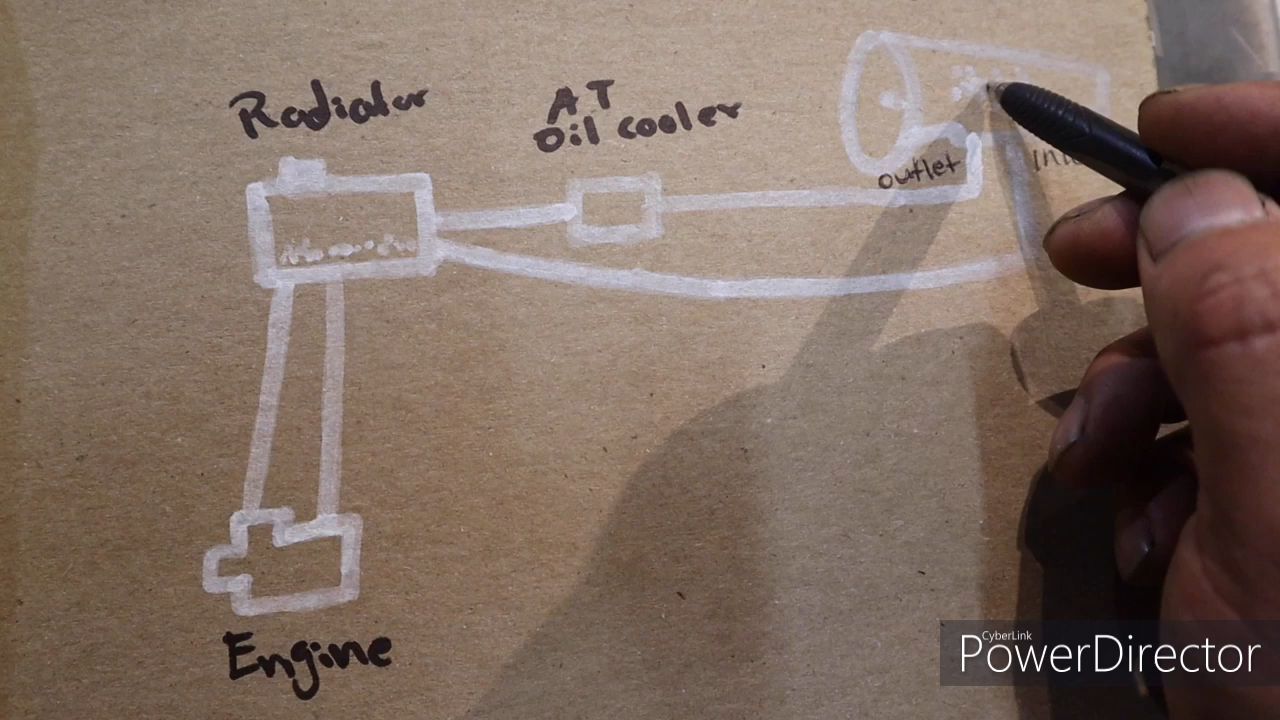 Radiator
AT
Oil cooler
outlet
Engine
CyberLink
PowerDirector